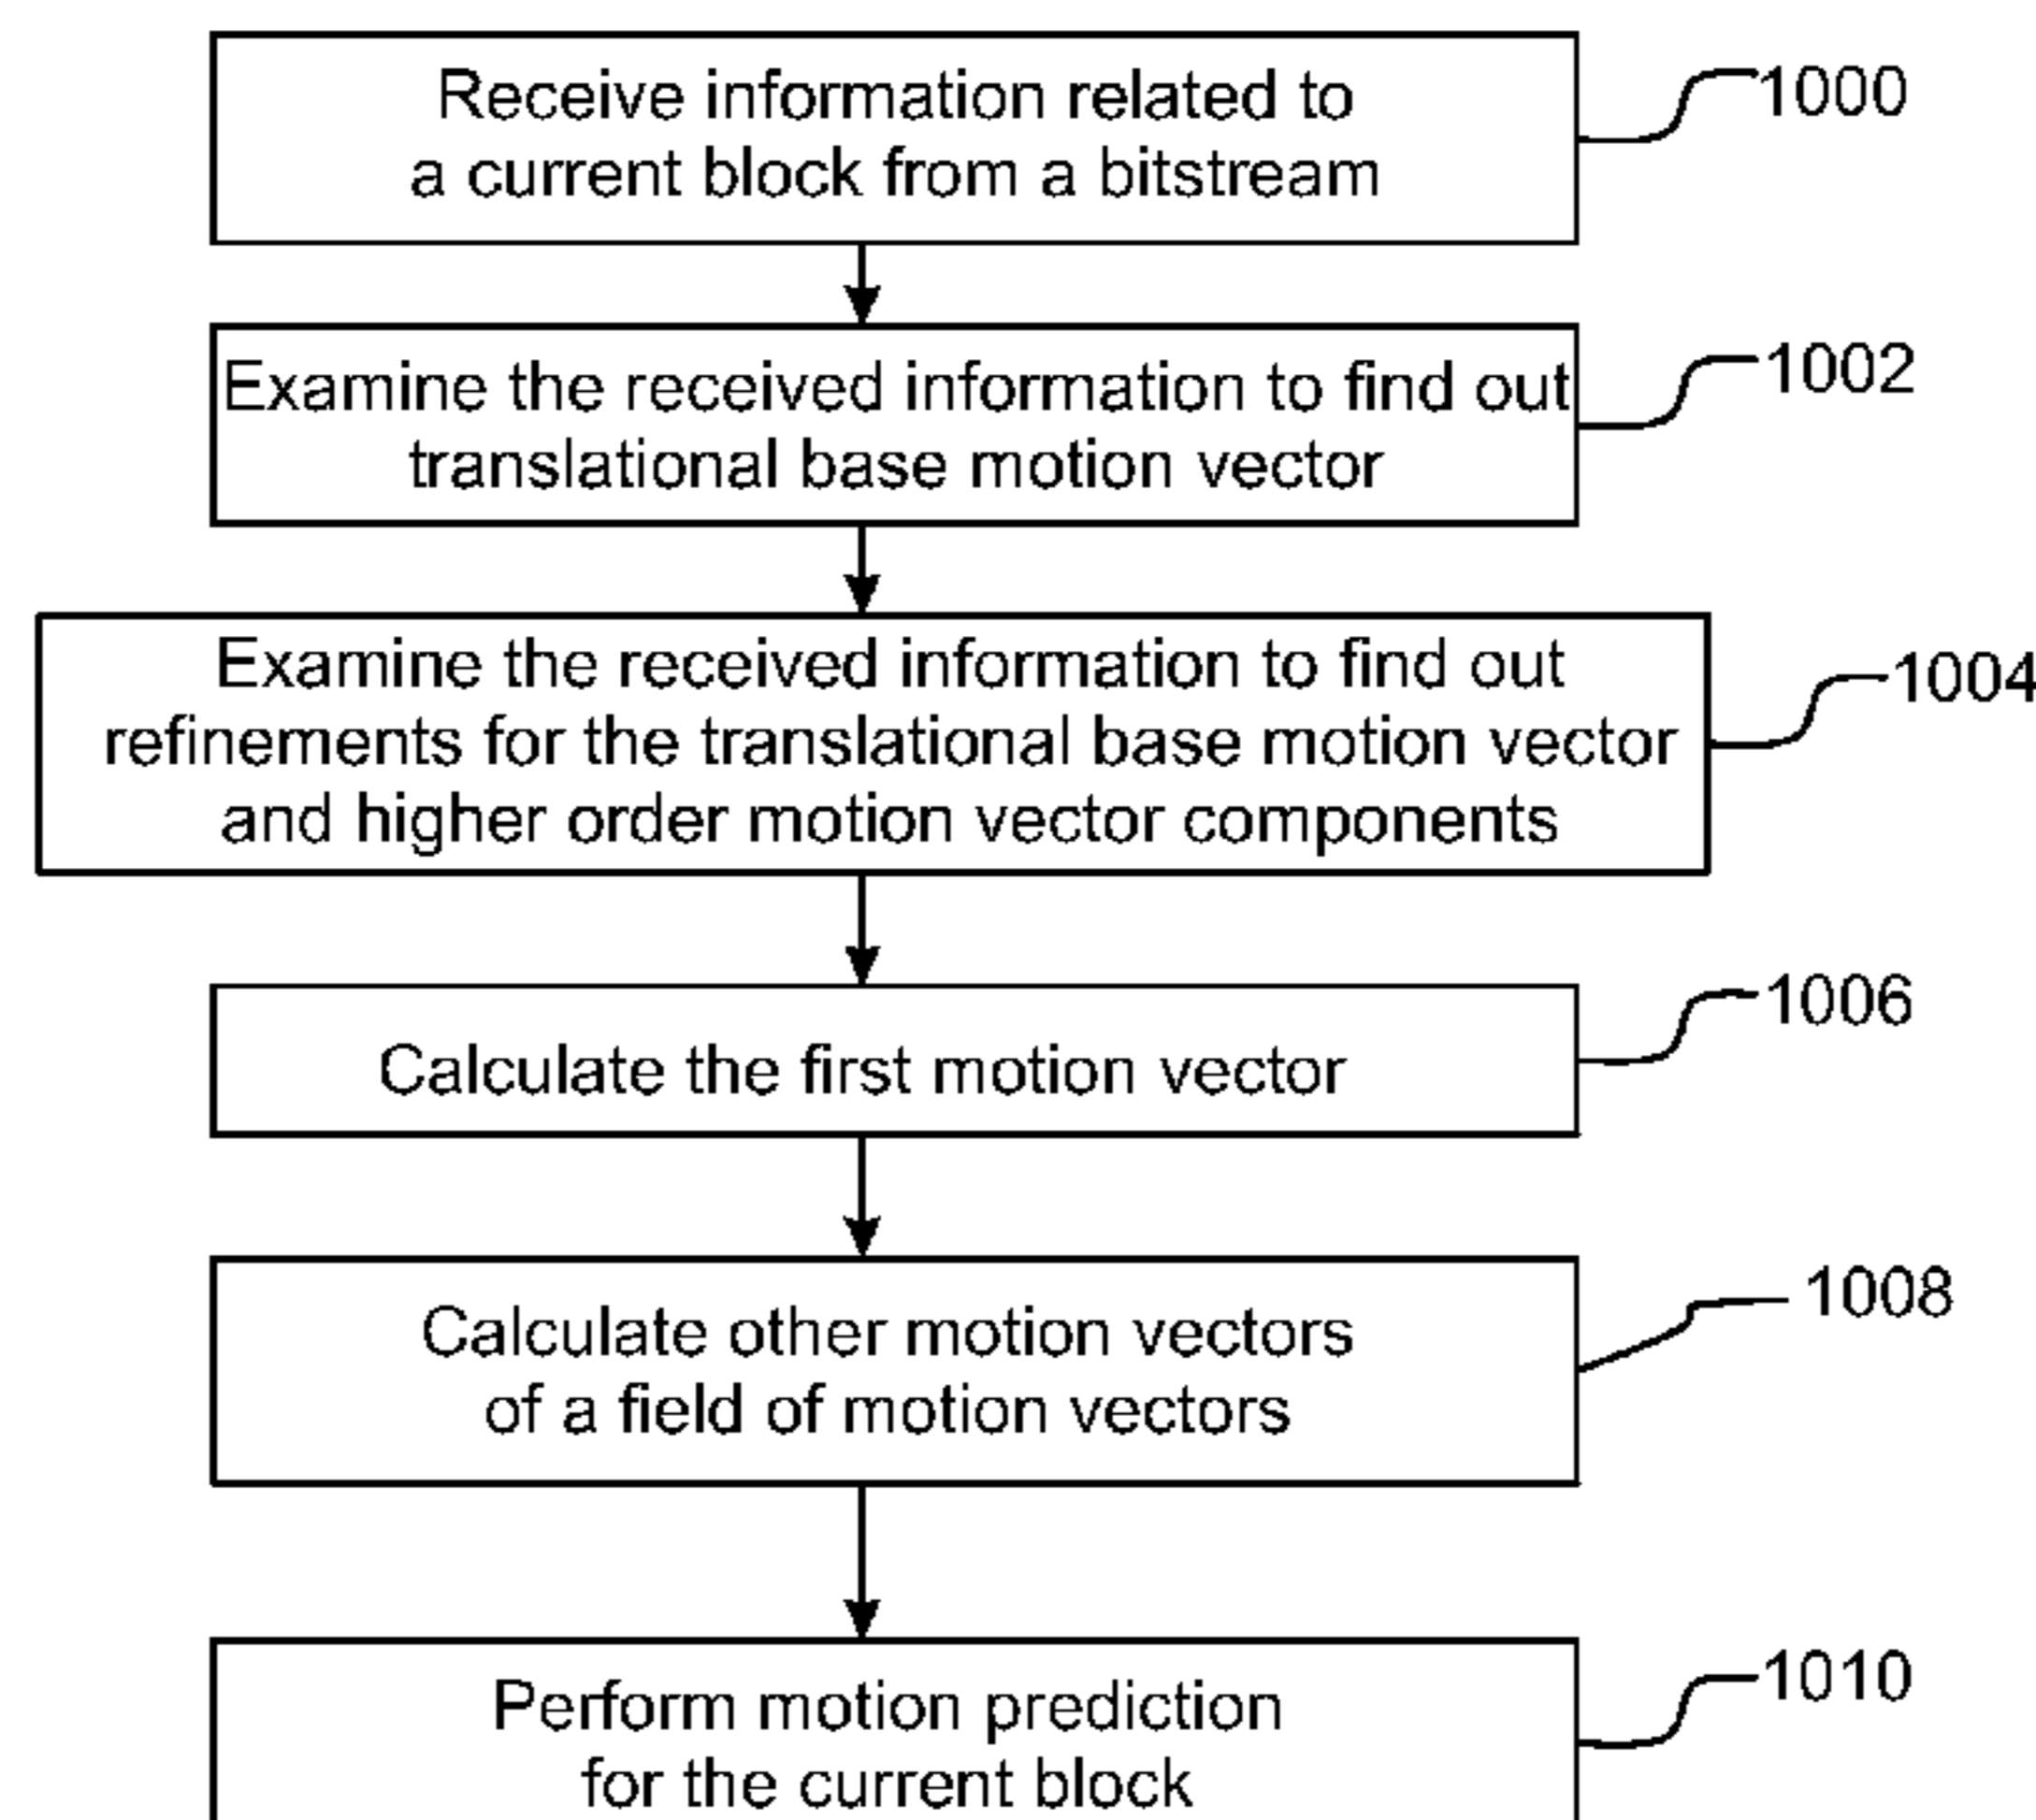 Receive information related to
a current block from a bitstream
1000
Examine the received information to find out
translational base motion vector
1002
Examine the received information to find out
refinements for the translational base motion vector
and higher order motion vector components
1004
Calculate the first motion vector
1006
Calculate other motion vectors
of a field of motion vectors
1008
Perform motion prediction
for the current block
1010